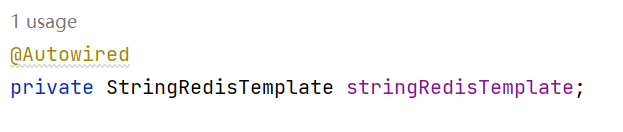 1 usage
@Autowired
private StringRedisTemplate stringRedisTemplate;